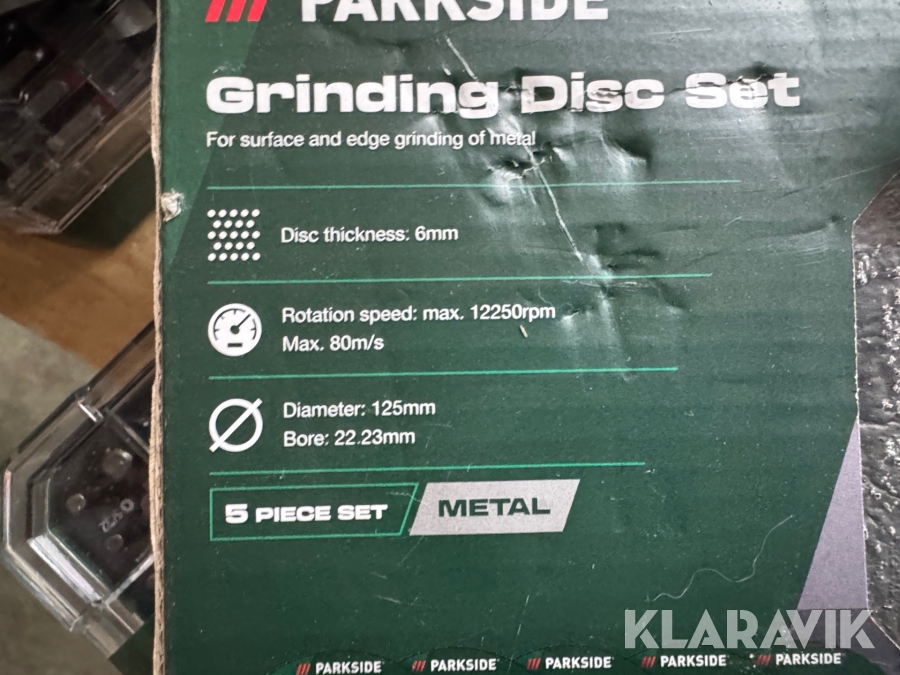 PARKSIDE
Grinding Disc Set
For surface and edge grinding of metal
Disc thickness: 6mm
Rotation speed: max. 12250rpm
Max. 80m/s
Diameter: 125mm
Bore: 22.23mm
5 PIECE SET METAL
KLARAVIK
PARKSIDE PARKSIDE PARKSIDE PARKSIDE PARKSIDE